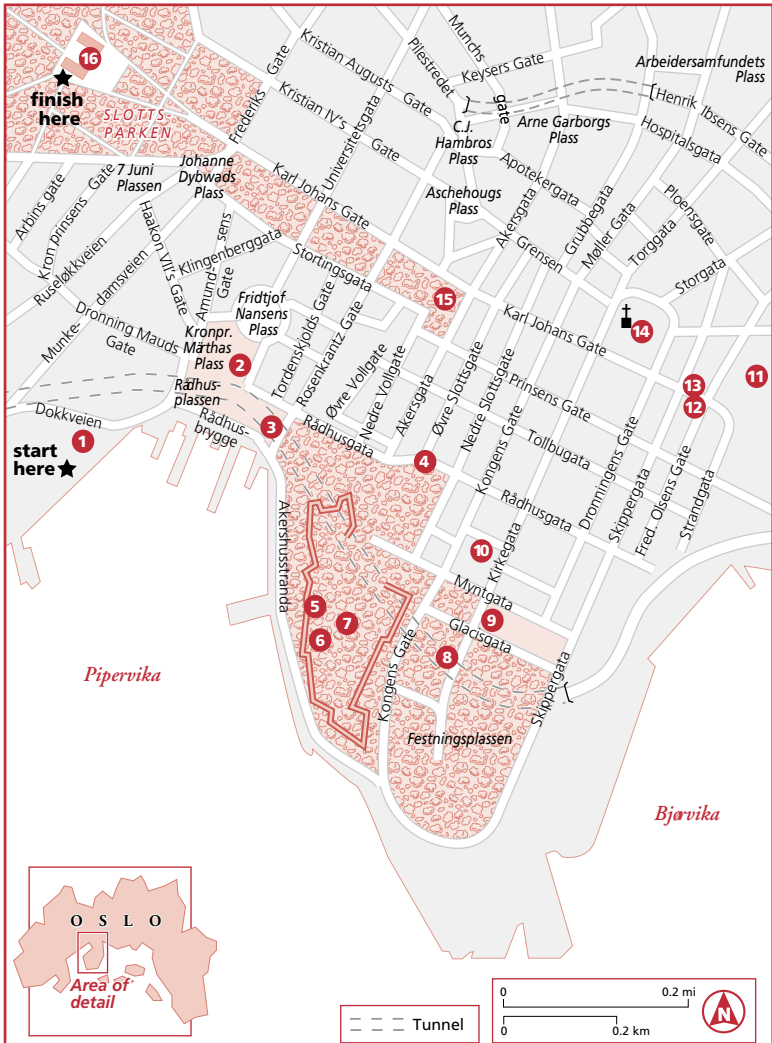 16
finish
here
SLOTTS-
PARKEN
Frederiks Gate
Kristian Augusts Gate
Pilestredet
Munchs
gate
Keysers Gate
Arbeidersamfundets
Plass
Henrik Ibsens Gate
Hospitalsgata
C.J.
Hambros
Plass
Arne Garborgs
Plass
Kristian IV's Gate
Universitetsgata
Apotekergata
7 Juni
Plassen
Johanne
Dybwads
Plass
Karl Johans Gate
Aschehougs
Plass
Akersgata
Grubbegata
Møller Gata
Torggata
Ploensgate
Storgata
Grensen
Arbins gate
Kron prinsens Gate
Ruseløkkveien
Haakon VII's Gate
Amund-
sens
Gate
Klingenberggata
Stortingsgata
Fridtjof
Nansens
Plass
15
Karl Johans Gate
14
Munke-
damsveien
Dronning Mauds
Gate
Kronpr.
Märthas
Plass
2
Tordenskjolds Gate
Rosenkrantz Gate
Øvre Vollgate
Nedre Vollgate
Akersgata
Øvre Slottsgate
Nedre Slottsgate
Kongens Gate
Prinsens Gate
Tollbugata
13
12
11
Rådhus-
plassen
Rådhus-
brygge
3
Rådhusgata
4
Rådhusgata
Dronningens Gate
Skippergata
Fred. Olsens Gate
Strandgata
Dokkveien
1
start
here
Akershusstranda
10
Kirkegata
Myntgata
9
Glacisgata
5
7
6
8
Kongens Gate
Skippergata
Festningsplassen
Pipervika
Bjørvika
OSLO
Area of
detail
Tunnel
0
0.2 mi
0
0.2 km
N